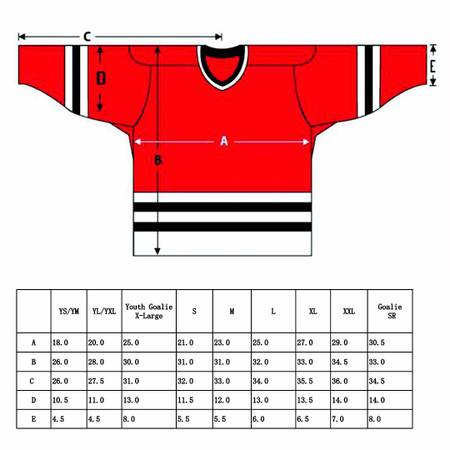 C
D
E
A
B
YS/YM YL/YXL Youth Goalie X-Large S M L XL XXL Goalie SR
A 18.0 20.0 25.0 21.0 23.0 25.0 27.0 29.0 30.5
B 26.0 28.0 30.0 31.0 31.0 32.0 33.0 34.5 33.0
C 26.0 27.5 31.0 32.0 33.0 34.0 35.5 36.0 34.5
D 10.5 11.0 13.0 11.5 12.0 13.0 13.5 14.0 13.0
E 4.5 4.5 8.0 5.5 5.5 6.0 6.5 7.0 8.0